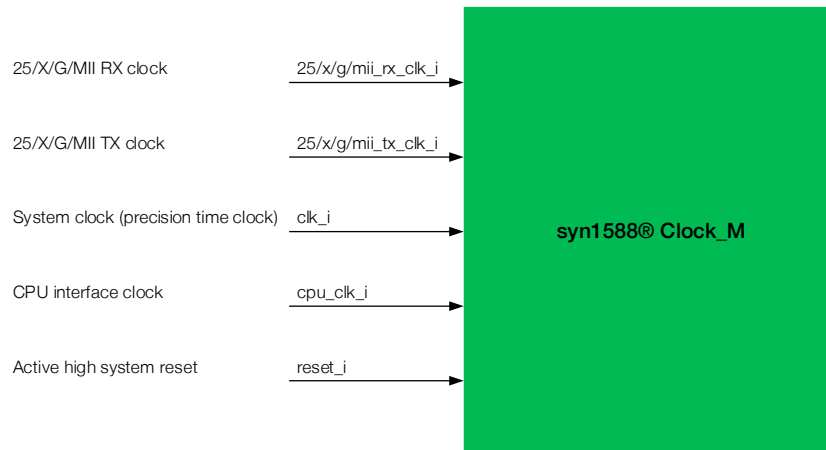 25/X/G/MII RX clock 25/x/g/mii_rx_clk_i
25/X/G/MII TX clock 25/x/g/mii_tx_clk_i
System clock (precision time clock) clk_i
syn1588® Clock_M
CPU interface clock cpu_clk_i
Active high system reset reset_i